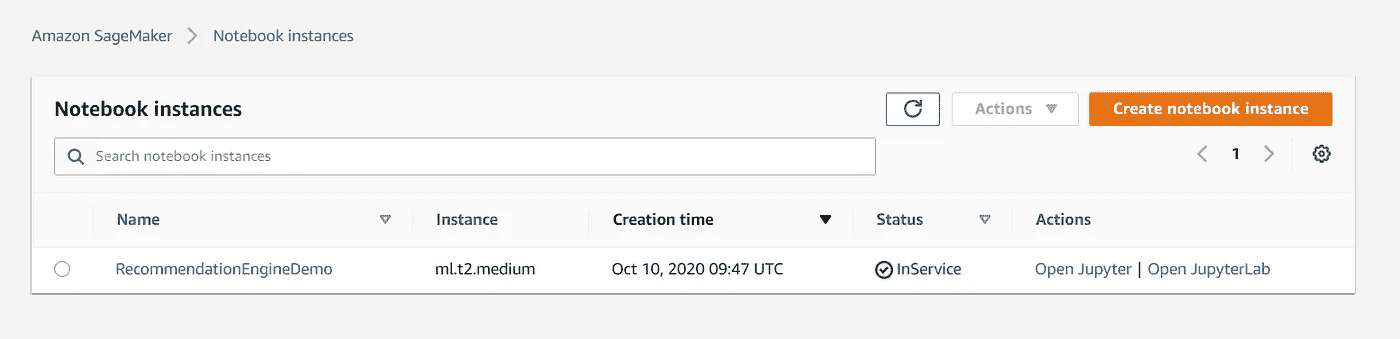 Amazon SageMaker > Notebook instances
Notebook instances
Actions
Create notebook instance
Search notebook instances
1
Name Instance Creation time Status Actions
RecommendationEngineDemo ml.t2.medium Oct 10, 2020 09:47 UTC InService Open Jupyter | Open JupyterLab